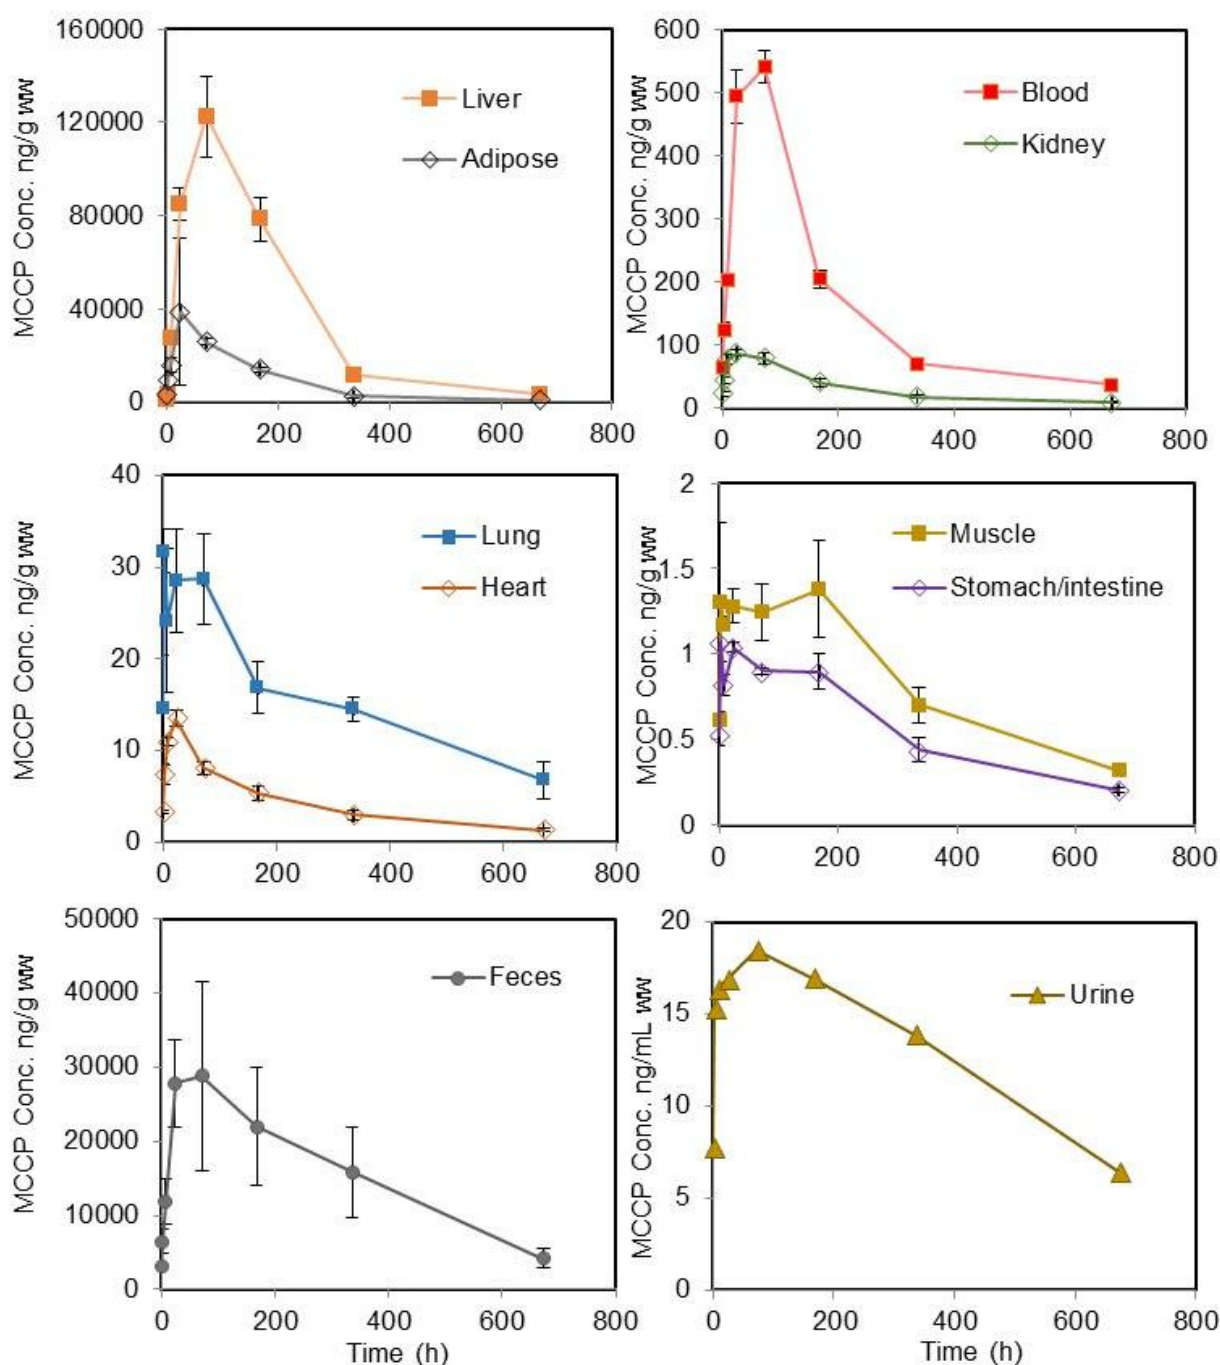 160000
120000
80000
40000
0
MCCP Conc. ng/g ww
Liver
Adipose
0 200 400 600 800
600
500
400
300
200
100
0
MCCP Conc. ng/g ww
Blood
Kidney
0 200 400 600 800
40
30
20
10
0
MCCP Conc. ng/g ww
Lung
Heart
0 200 400 600 800
2
1.5
1
0.5
0
MCCP Conc. ng/g ww
Muscle
Stomach/intestine
0 200 400 600 800
50000
40000
30000
20000
10000
0
MCCP Conc. ng/g ww
Feces
0 200 400 600 800
Time (h)
20
15
10
5
0
MCCP Conc. ng/mL ww
Urine
0 200 400 600 800
Time (h)